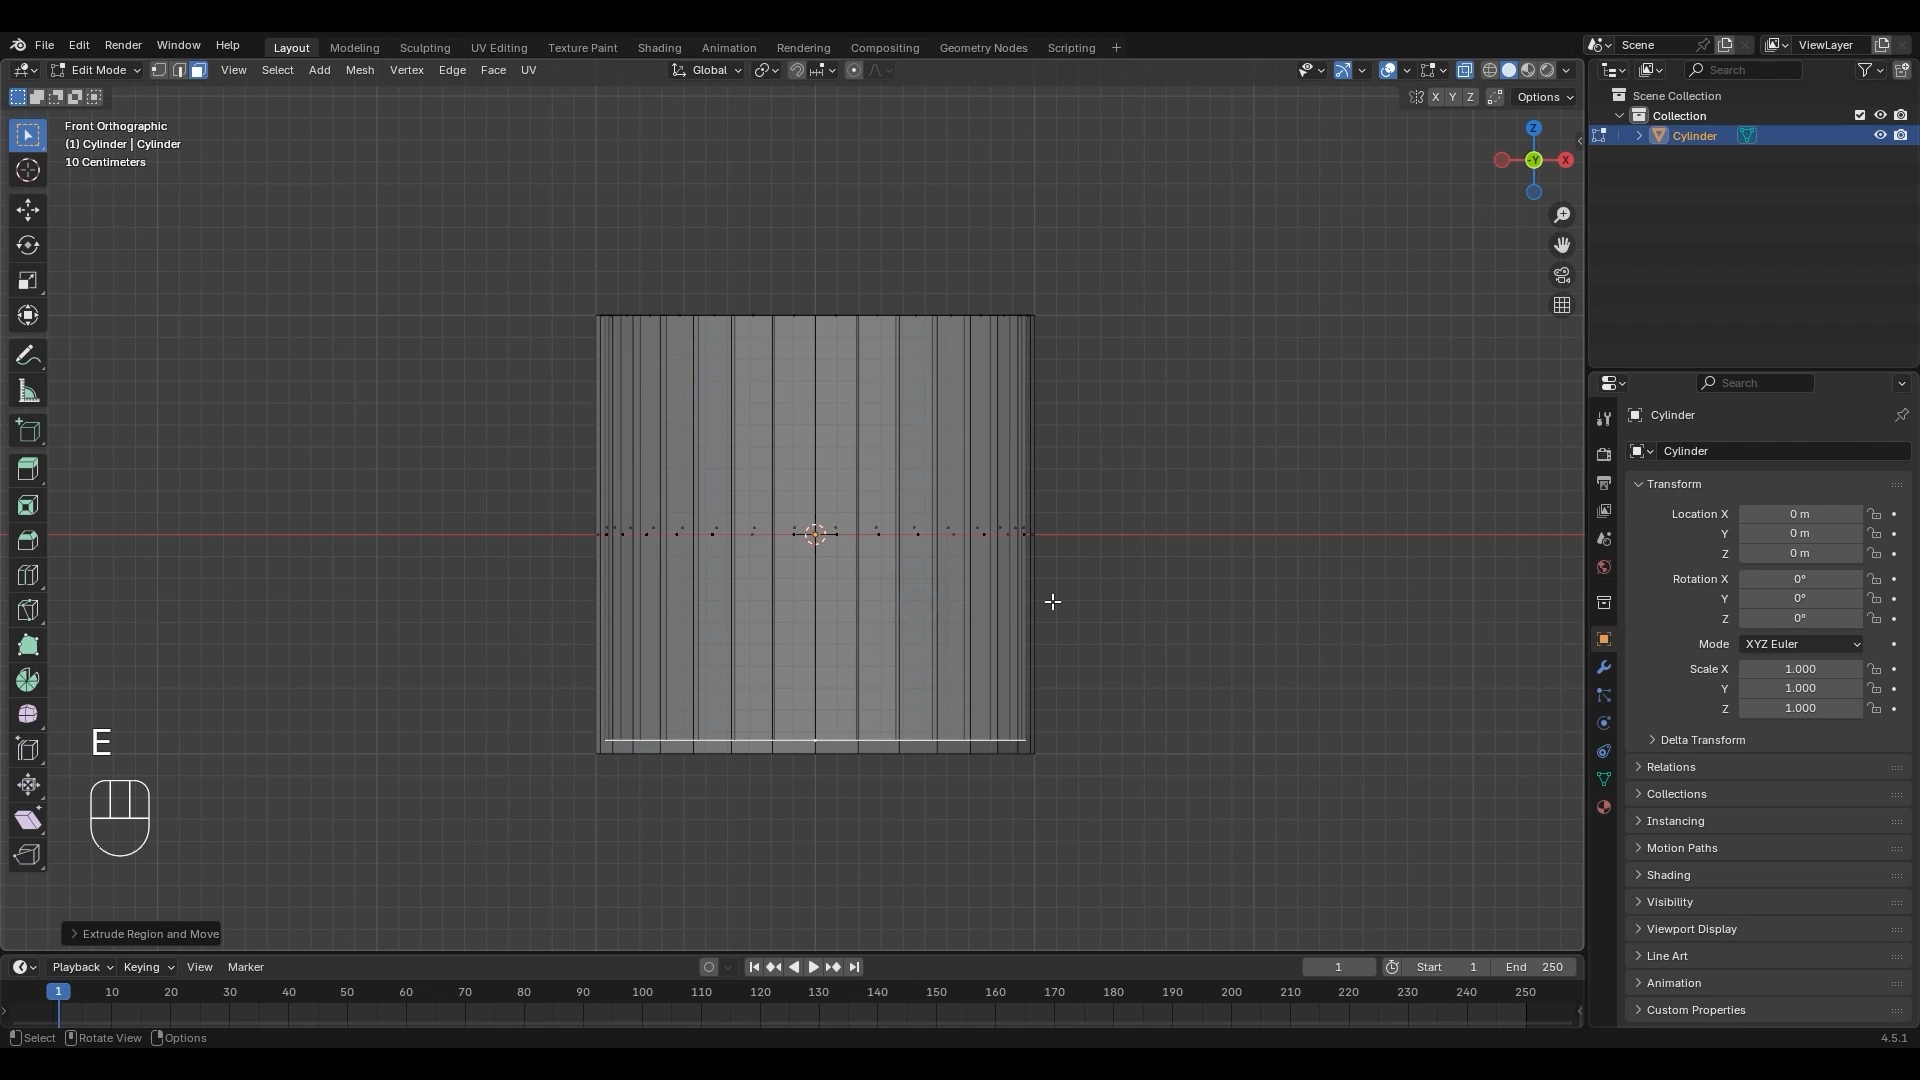 File Edit Render Window Help
Layout Modeling Sculpting UV Editing Texture Paint Shading Animation Rendering Compositing Geometry Nodes Scripting +
Scene ViewLayer
Edit Mode View Select Add Mesh Vertex Edge Face UV
Global
Search
X Y Z Options
Scene Collection
Collection
Cylinder
Front Orthographic
(1) Cylinder | Cylinder
10 Centimeters
Z
-Y
X
Search
Cylinder
Cylinder
Transform
Location X 0 m
Y 0 m
Z 0 m
Rotation X 0°
Y 0°
Z 0°
Mode XYZ Euler
Scale X 1.000
Y 1.000
Z 1.000
Delta Transform
Relations
Collections
Instancing
Motion Paths
Shading
Visibility
Viewport Display
Line Art
Animation
Custom Properties
E
Extrude Region and Move
Playback Keying View Marker
1 Start 1 End 250
1 10 20 30 40 50 60 70 80 90 100 110 120 130 140 150 160 170 180 190 200 210 220 230 240 250
Select Rotate View Options
4.5.1